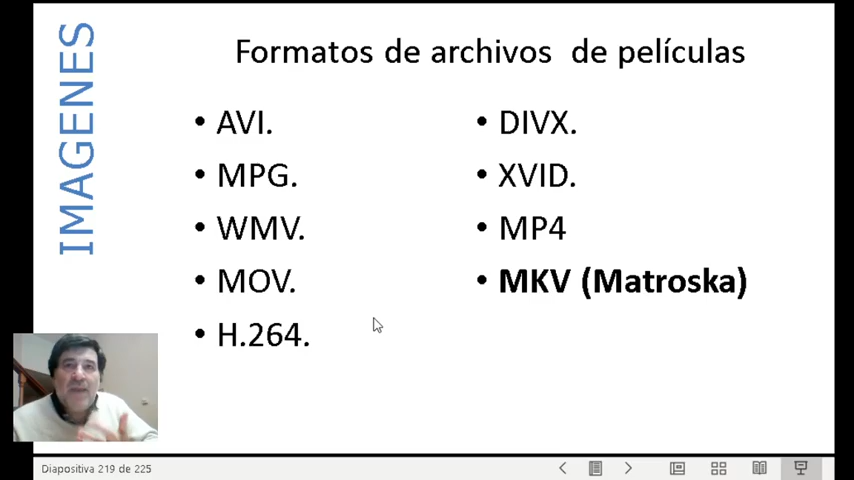 IMAGENES
Formatos de archivos de películas
• AVI.
• MPG.
• WMV.
• MOV.
• H.264.
• DIVX.
• XVID.
• MP4
• MKV (Matroska)
Diapositiva 219 de 225